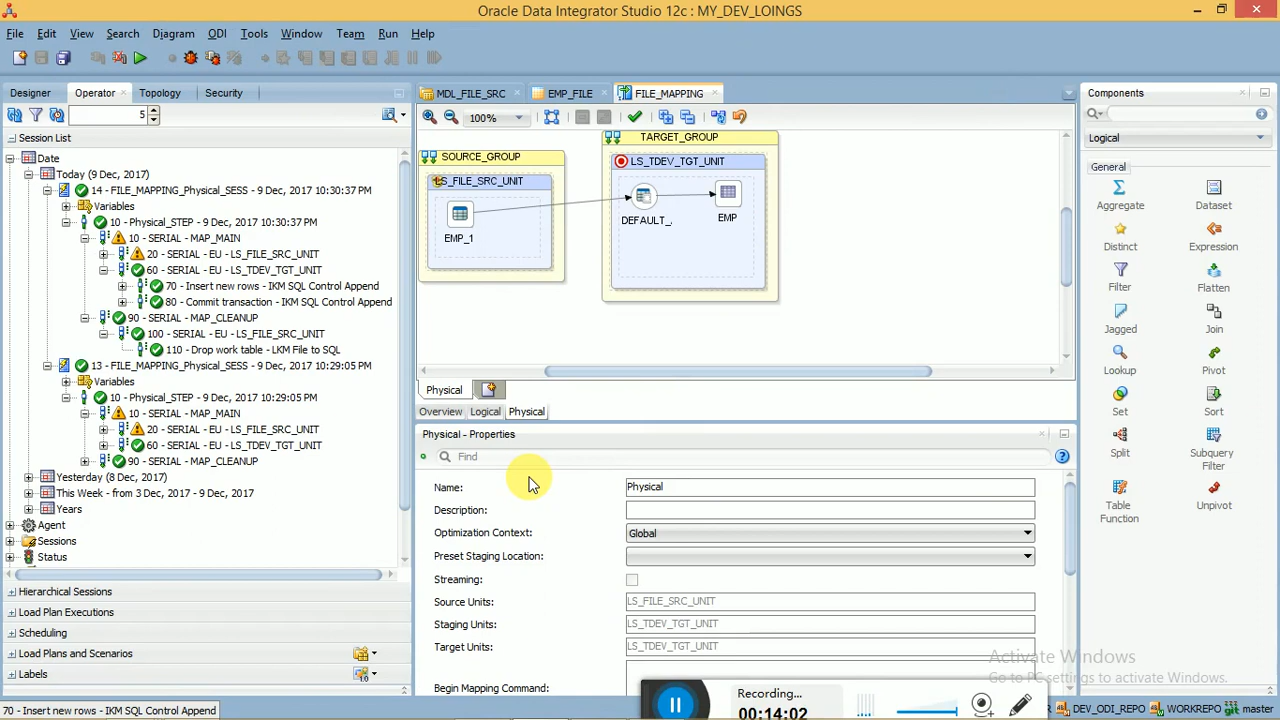 Oracle Data Integrator Studio 12c : MY_DEV_LOINGS
File Edit View Search Diagram ODI Tools Window Team Run Help
Designer Operator Topology Security
5
Session List
Date
Today (9 Dec, 2017)
14 - FILE_MAPPING_Physical_SESS - 9 Dec, 2017 10:30:37 PM
Variables
10 - Physical_STEP - 9 Dec, 2017 10:30:37 PM
10 - SERIAL - MAP_MAIN
20 - SERIAL - EU - LS_FILE_SRC_UNIT
60 - SERIAL - EU - LS_TDEV_TGT_UNIT
70 - Insert new rows - IKM SQL Control Append
80 - Commit transaction - IKM SQL Control Append
90 - SERIAL - MAP_CLEANUP
100 - SERIAL - EU - LS_FILE_SRC_UNIT
110 - Drop work table - LKM File to SQL
13 - FILE_MAPPING_Physical_SESS - 9 Dec, 2017 10:29:05 PM
Variables
10 - Physical_STEP - 9 Dec, 2017 10:29:05 PM
10 - SERIAL - MAP_MAIN
20 - SERIAL - EU - LS_FILE_SRC_UNIT
60 - SERIAL - EU - LS_TDEV_TGT_UNIT
90 - SERIAL - MAP_CLEANUP
Yesterday (8 Dec, 2017)
This Week - from 3 Dec, 2017 - 9 Dec, 2017
Years
Agent
Sessions
Status
Hierarchical Sessions
Load Plan Executions
Scheduling
Load Plans and Scenarios
Labels
70 - Insert new rows - IKM SQL Control Append
MDL_FILE_SRC EMP_FILE FILE_MAPPING
100%
SOURCE_GROUP
LS_FILE_SRC_UNIT
EMP_1
TARGET_GROUP
LS_TDEV_TGT_UNIT
DEFAULT_.
EMP
Physical
Overview Logical Physical
Physical - Properties
Find
Name: Physical
Description:
Optimization Context: Global
Preset Staging Location:
Streaming:
Source Units: LS_FILE_SRC_UNIT
Staging Units: LS_TDEV_TGT_UNIT
Target Units: LS_TDEV_TGT_UNIT
Begin Mapping Command:
Components
Logical
General
Aggregate Dataset
Distinct Expression
Filter Flatten
Jagged Join
Lookup Pivot
Set Sort
Split Subquery
Filter
Table
Function Unpivot
Activate Windows
Go to PC settings to activate Windows.
Recording...
00:14:02
DEV_ODI_REPO WORKREPO git master